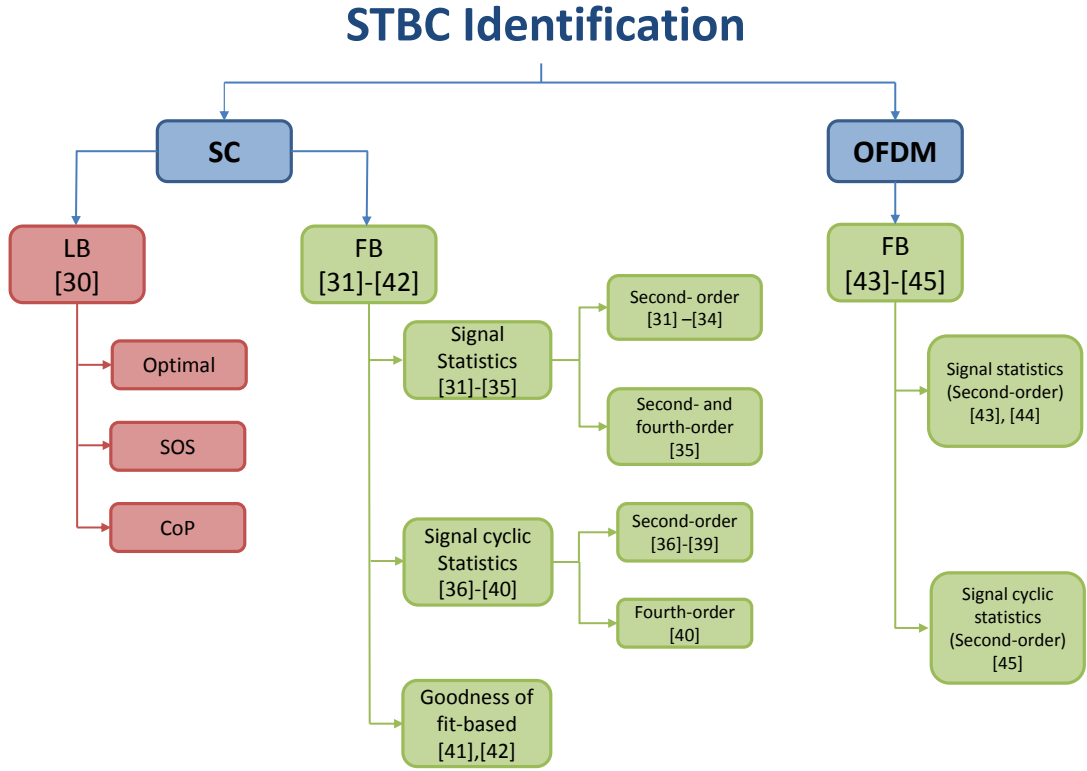 STBC Identification
SC
OFDM
LB
[30]
FB
[31]-[42]
FB
[43]-[45]
Optimal
SOS
CoP
Signal
Statistics
[31]-[35]
Second- order
[31] –[34]
Second- and
fourth-order
[35]
Signal cyclic
Statistics
[36]-[40]
Second-order
[36]-[39]
Fourth-order
[40]
Goodness of
fit-based
[41],[42]
Signal statistics
(Second-order)
[43], [44]
Signal cyclic
statistics
(Second-order)
[45]